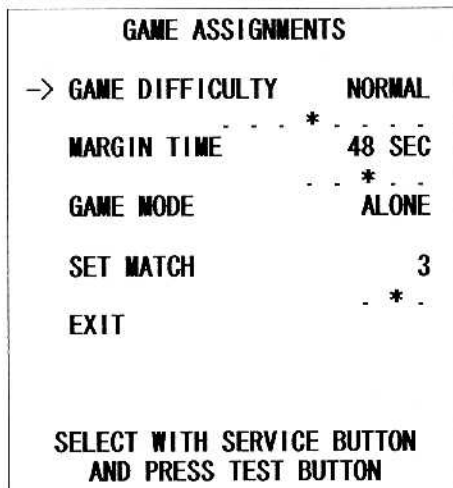 GAME ASSIGNMENTS
-> GAME DIFFICULTY NORMAL
- - - * - - - -
MARGIN TIME 48 SEC
- - * - -
GAME MODE ALONE
SET MATCH 3
- * -
EXIT
SELECT WITH SERVICE BUTTON
AND PRESS TEST BUTTON